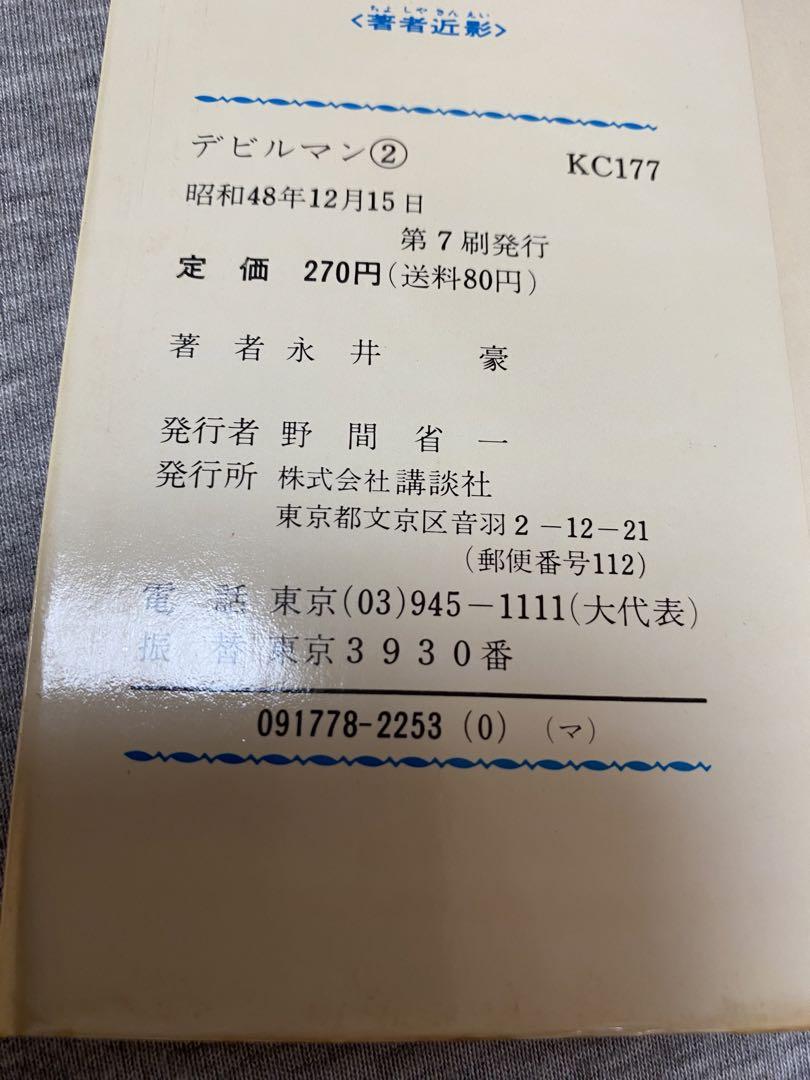 ちよ しや きん えい
<著者近影>
デビルマン② KC177
昭和48年12月15日
第7刷発行
定 価 270円(送料80円)
著 者 永 井 豪
発行者 野 間 省 一
発行所 株式会社講談社
東京都文京区音羽2-12-21
(郵便番号112)
電 話 東京(03)945-1111(大代表)
振 替 東京3930番
091778-2253 (0) (マ)